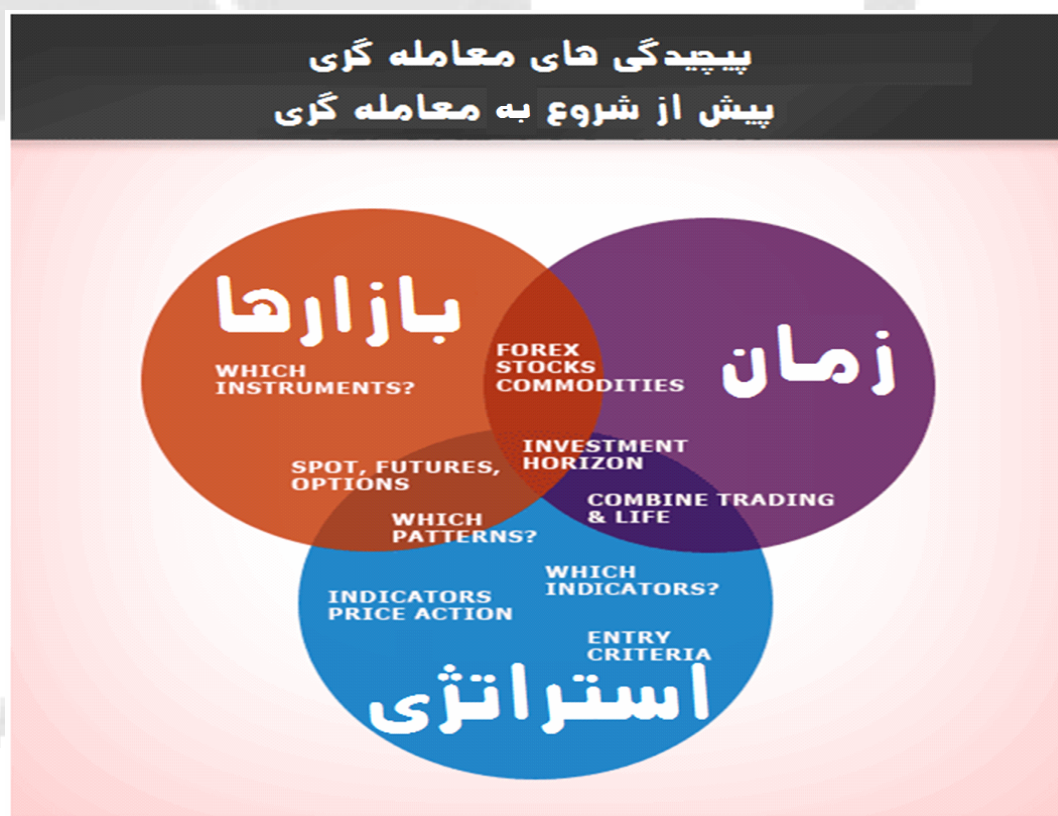 پیچیدگی های معامله گری
پیش از شروع به معامله گری
بازارها
WHICH
INSTRUMENTS?
FOREX
STOCKS
COMMODITIES
زمان
SPOT, FUTURES,
OPTIONS
INVESTMENT
HORIZON
COMBINE TRADING
& LIFE
WHICH
PATTERNS?
WHICH
INDICATORS?
INDICATORS
PRICE ACTION
ENTRY
CRITERIA
استراتژی